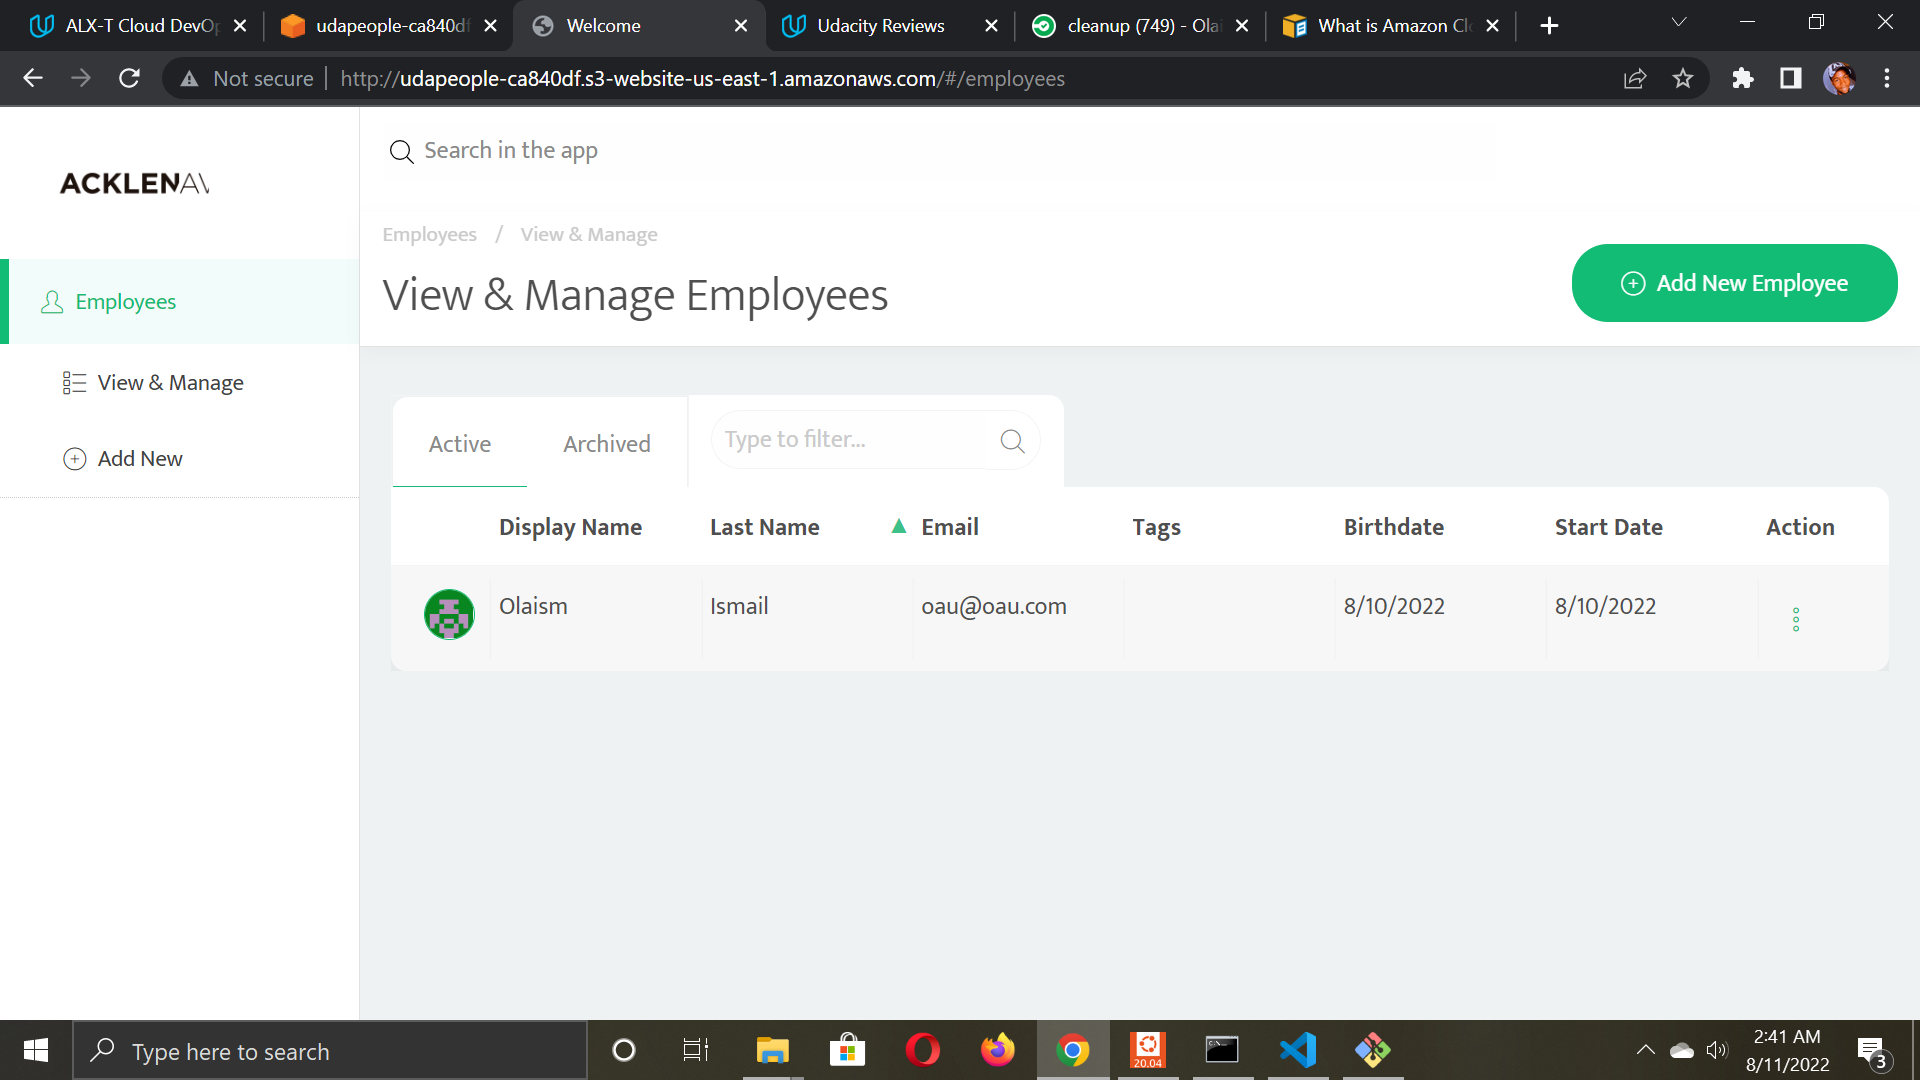 ALX-T Cloud DevOp
udapeople-ca840df
Welcome
Udacity Reviews
cleanup (749) - Olai
What is Amazon Clo
Not secure
http://udapeople-ca840df.s3-website-us-east-1.amazonaws.com/#/employees
ACKLENAV
Search in the app
Employees / View & Manage
View & Manage Employees
Add New Employee
Employees
View & Manage
Add New
Active
Archived
Type to filter...
Display Name Last Name Email Tags Birthdate Start Date Action
Olaism Ismail oau@oau.com 8/10/2022 8/10/2022
Type here to search
20.04
2:41 AM
8/11/2022
3